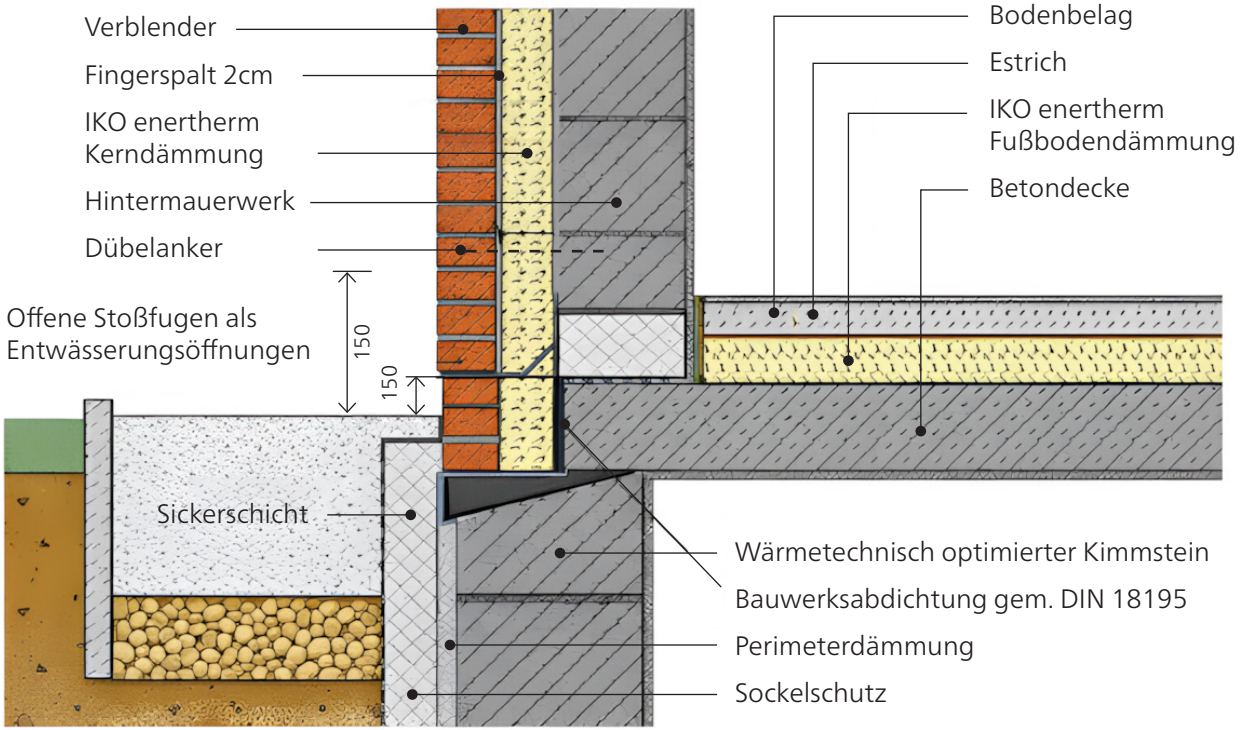 Verblender
Fingerspalt 2cm
IKO enertherm
Kerndämmung
Hintermauerwerk
Dübelanker
Offene Stoßfugen als
Entwässerungsöffnungen
150
150
Sickerschicht
Bodenbelag
Estrich
IKO enertherm
Fußbodendämmung
Betondecke
Wärmetechnisch optimierter Kimmstein
Bauwerksabdichtung gem. DIN 18195
Perimeterdämmung
Sockelschutz